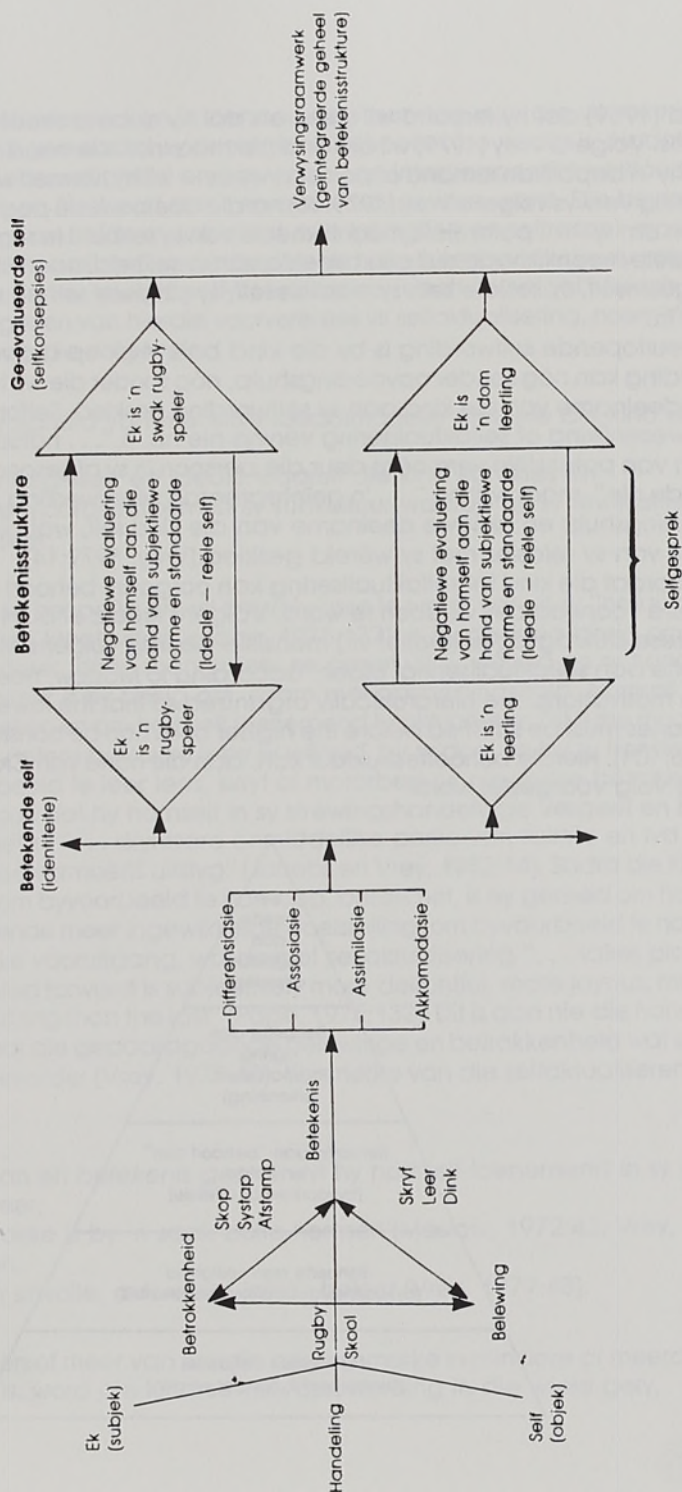 Ek
(subjek)
Handeling
Self
(objek)
Betrokkenheid
Rugby
Skool
Belewing
Skop
Systap
Afstamp
Skryf
Leer
Dink
Betekenis
Differensiasie
Assosiasie
Assimilasie
Akkomodasie
Betekende self
(identiteite)
Ek
is 'n
rugby-
speler
Ek is 'n
leerling
Betekenisstrukture
Negatiewe evaluering
van homself aan die
hand van subjektiewe
norme en standaarde
(Ideale — reële self)
Negatiewe evaluering
van homself aan die
hand van subjektiewe
norme en standaarde
(Ideale — reële self)
Selfgesprek
Ge-evalueerde self
(selfkonsepsies)
Ek is 'n
swak rugby-
speler
Ek is
'n dom
leerling
Verwysingsraamwerk
(geïntegreerde geheel
van betekenisstrukture)